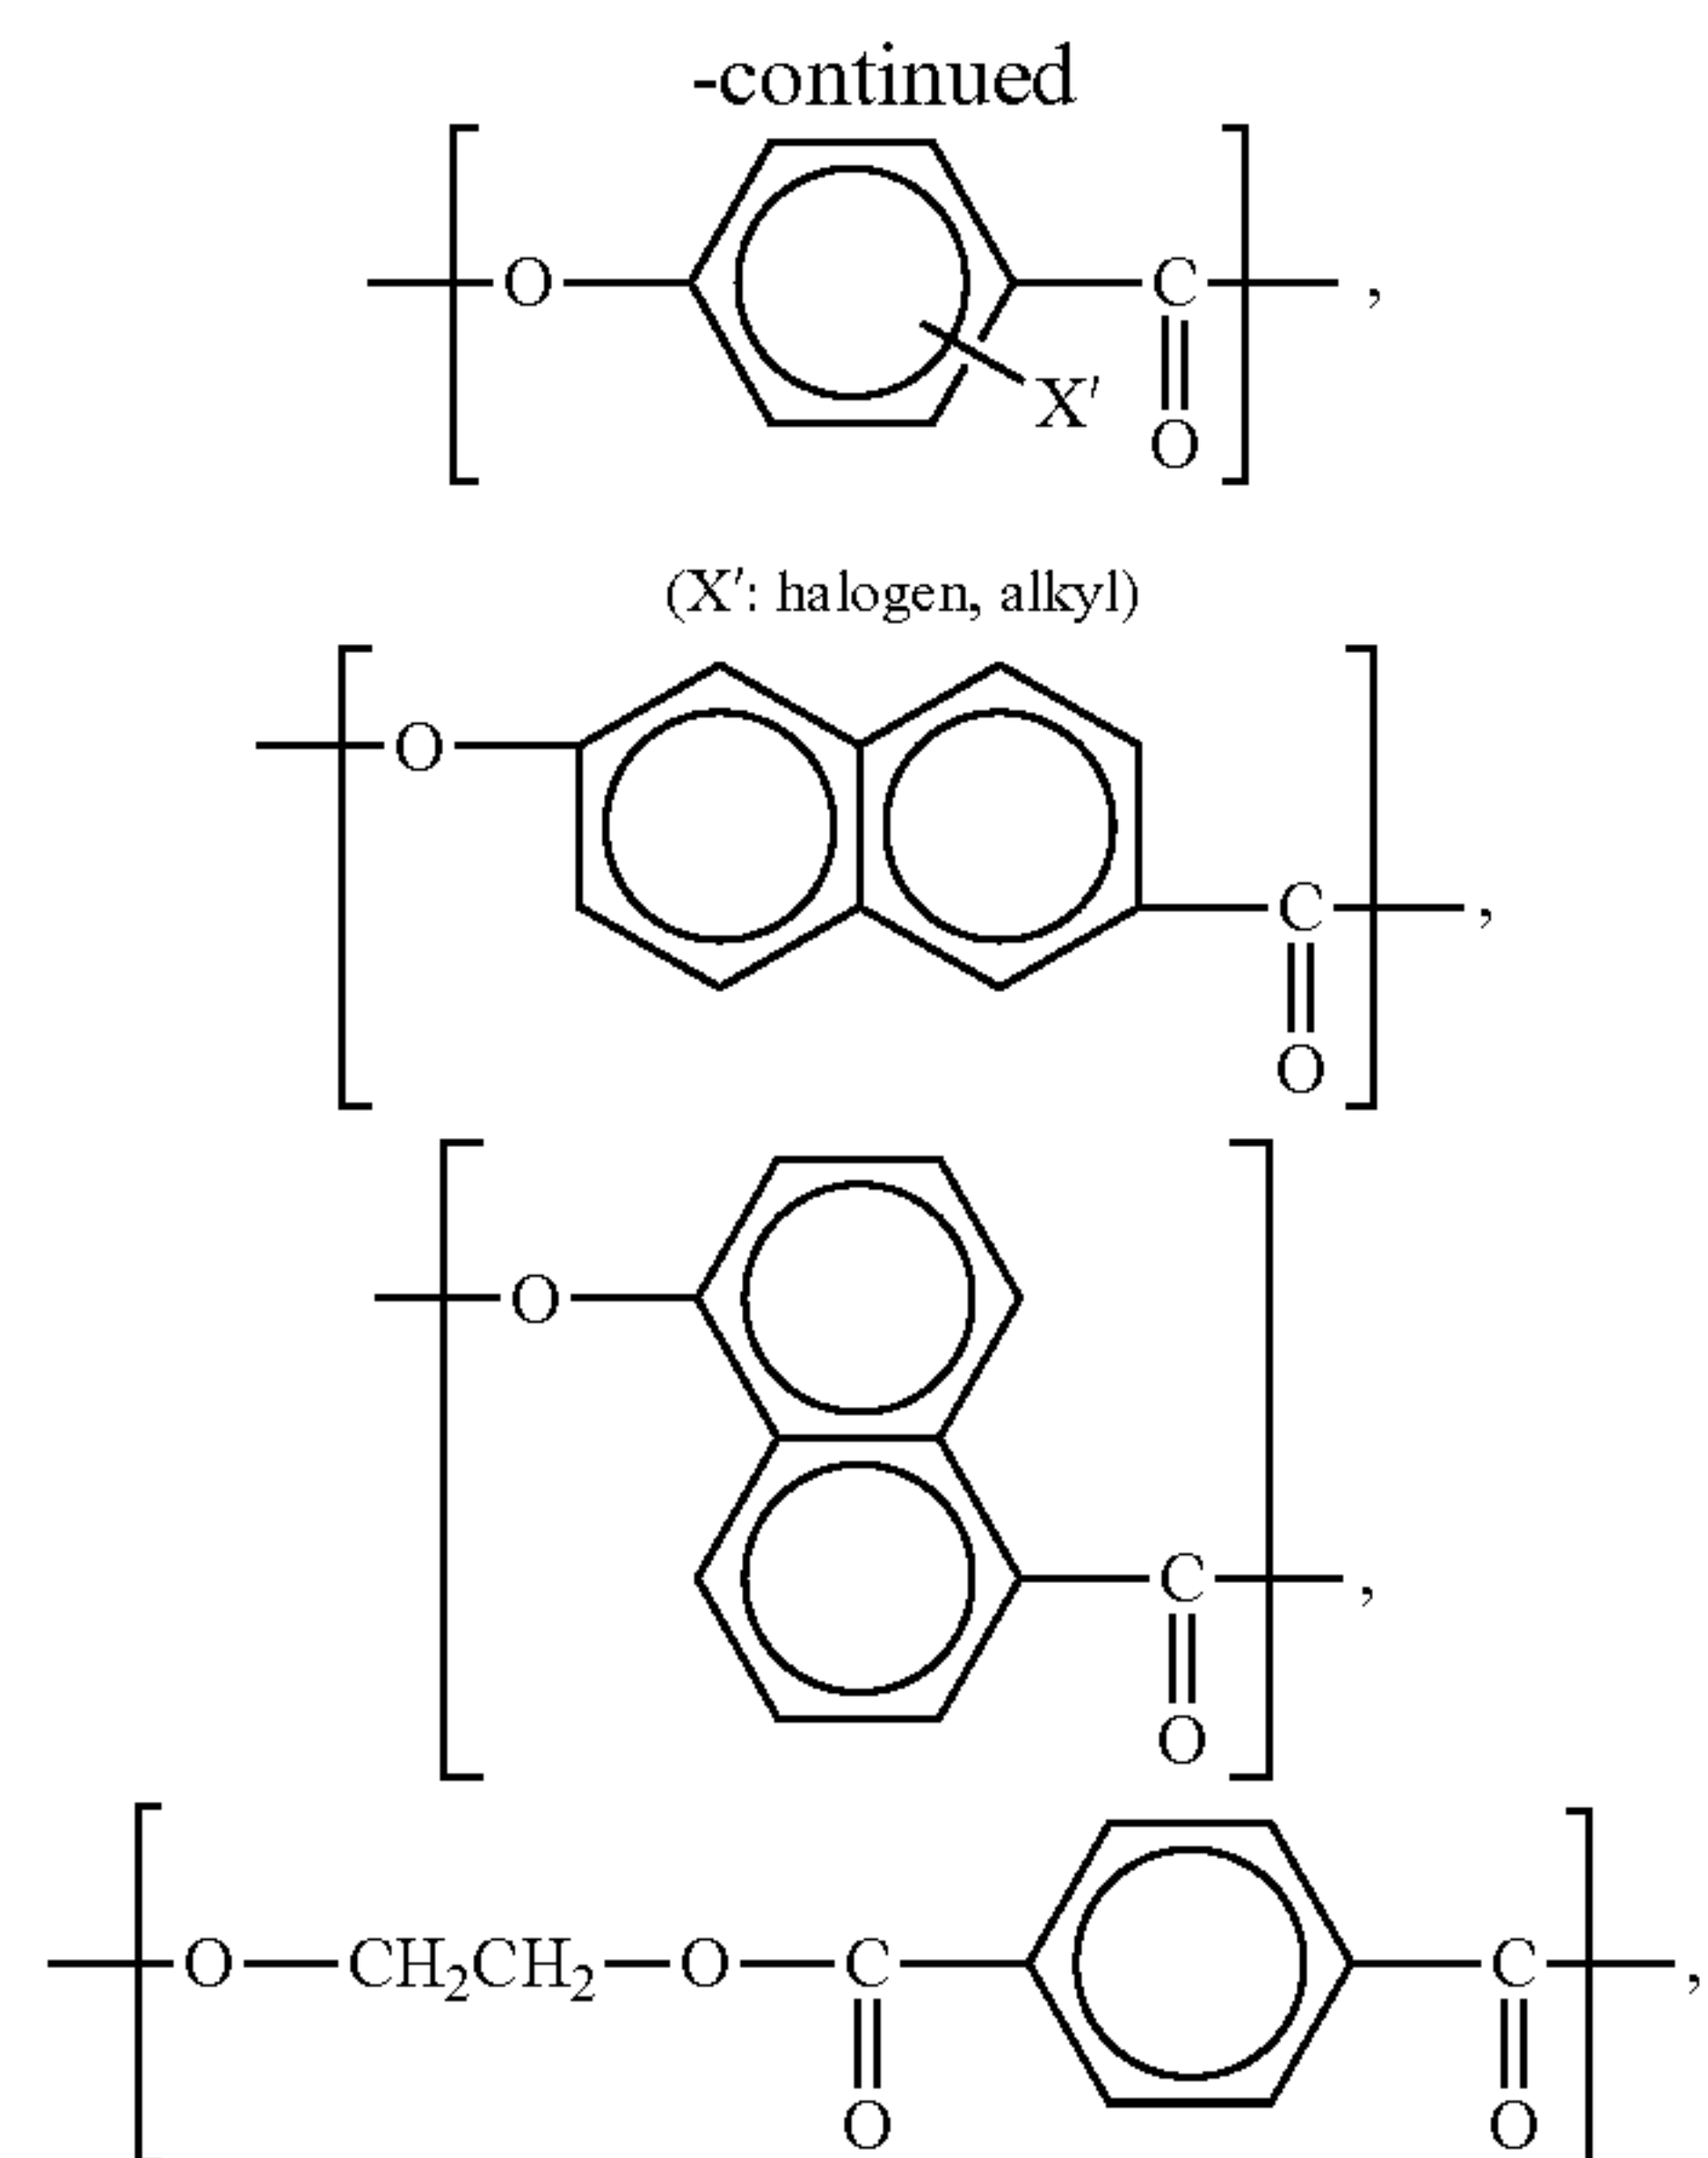 -continued
O C ,
X'
O
(X': halogen, alkyl)
O
C ,
O
O
C ,
O
O CH₂CH₂ O C C ,
O O